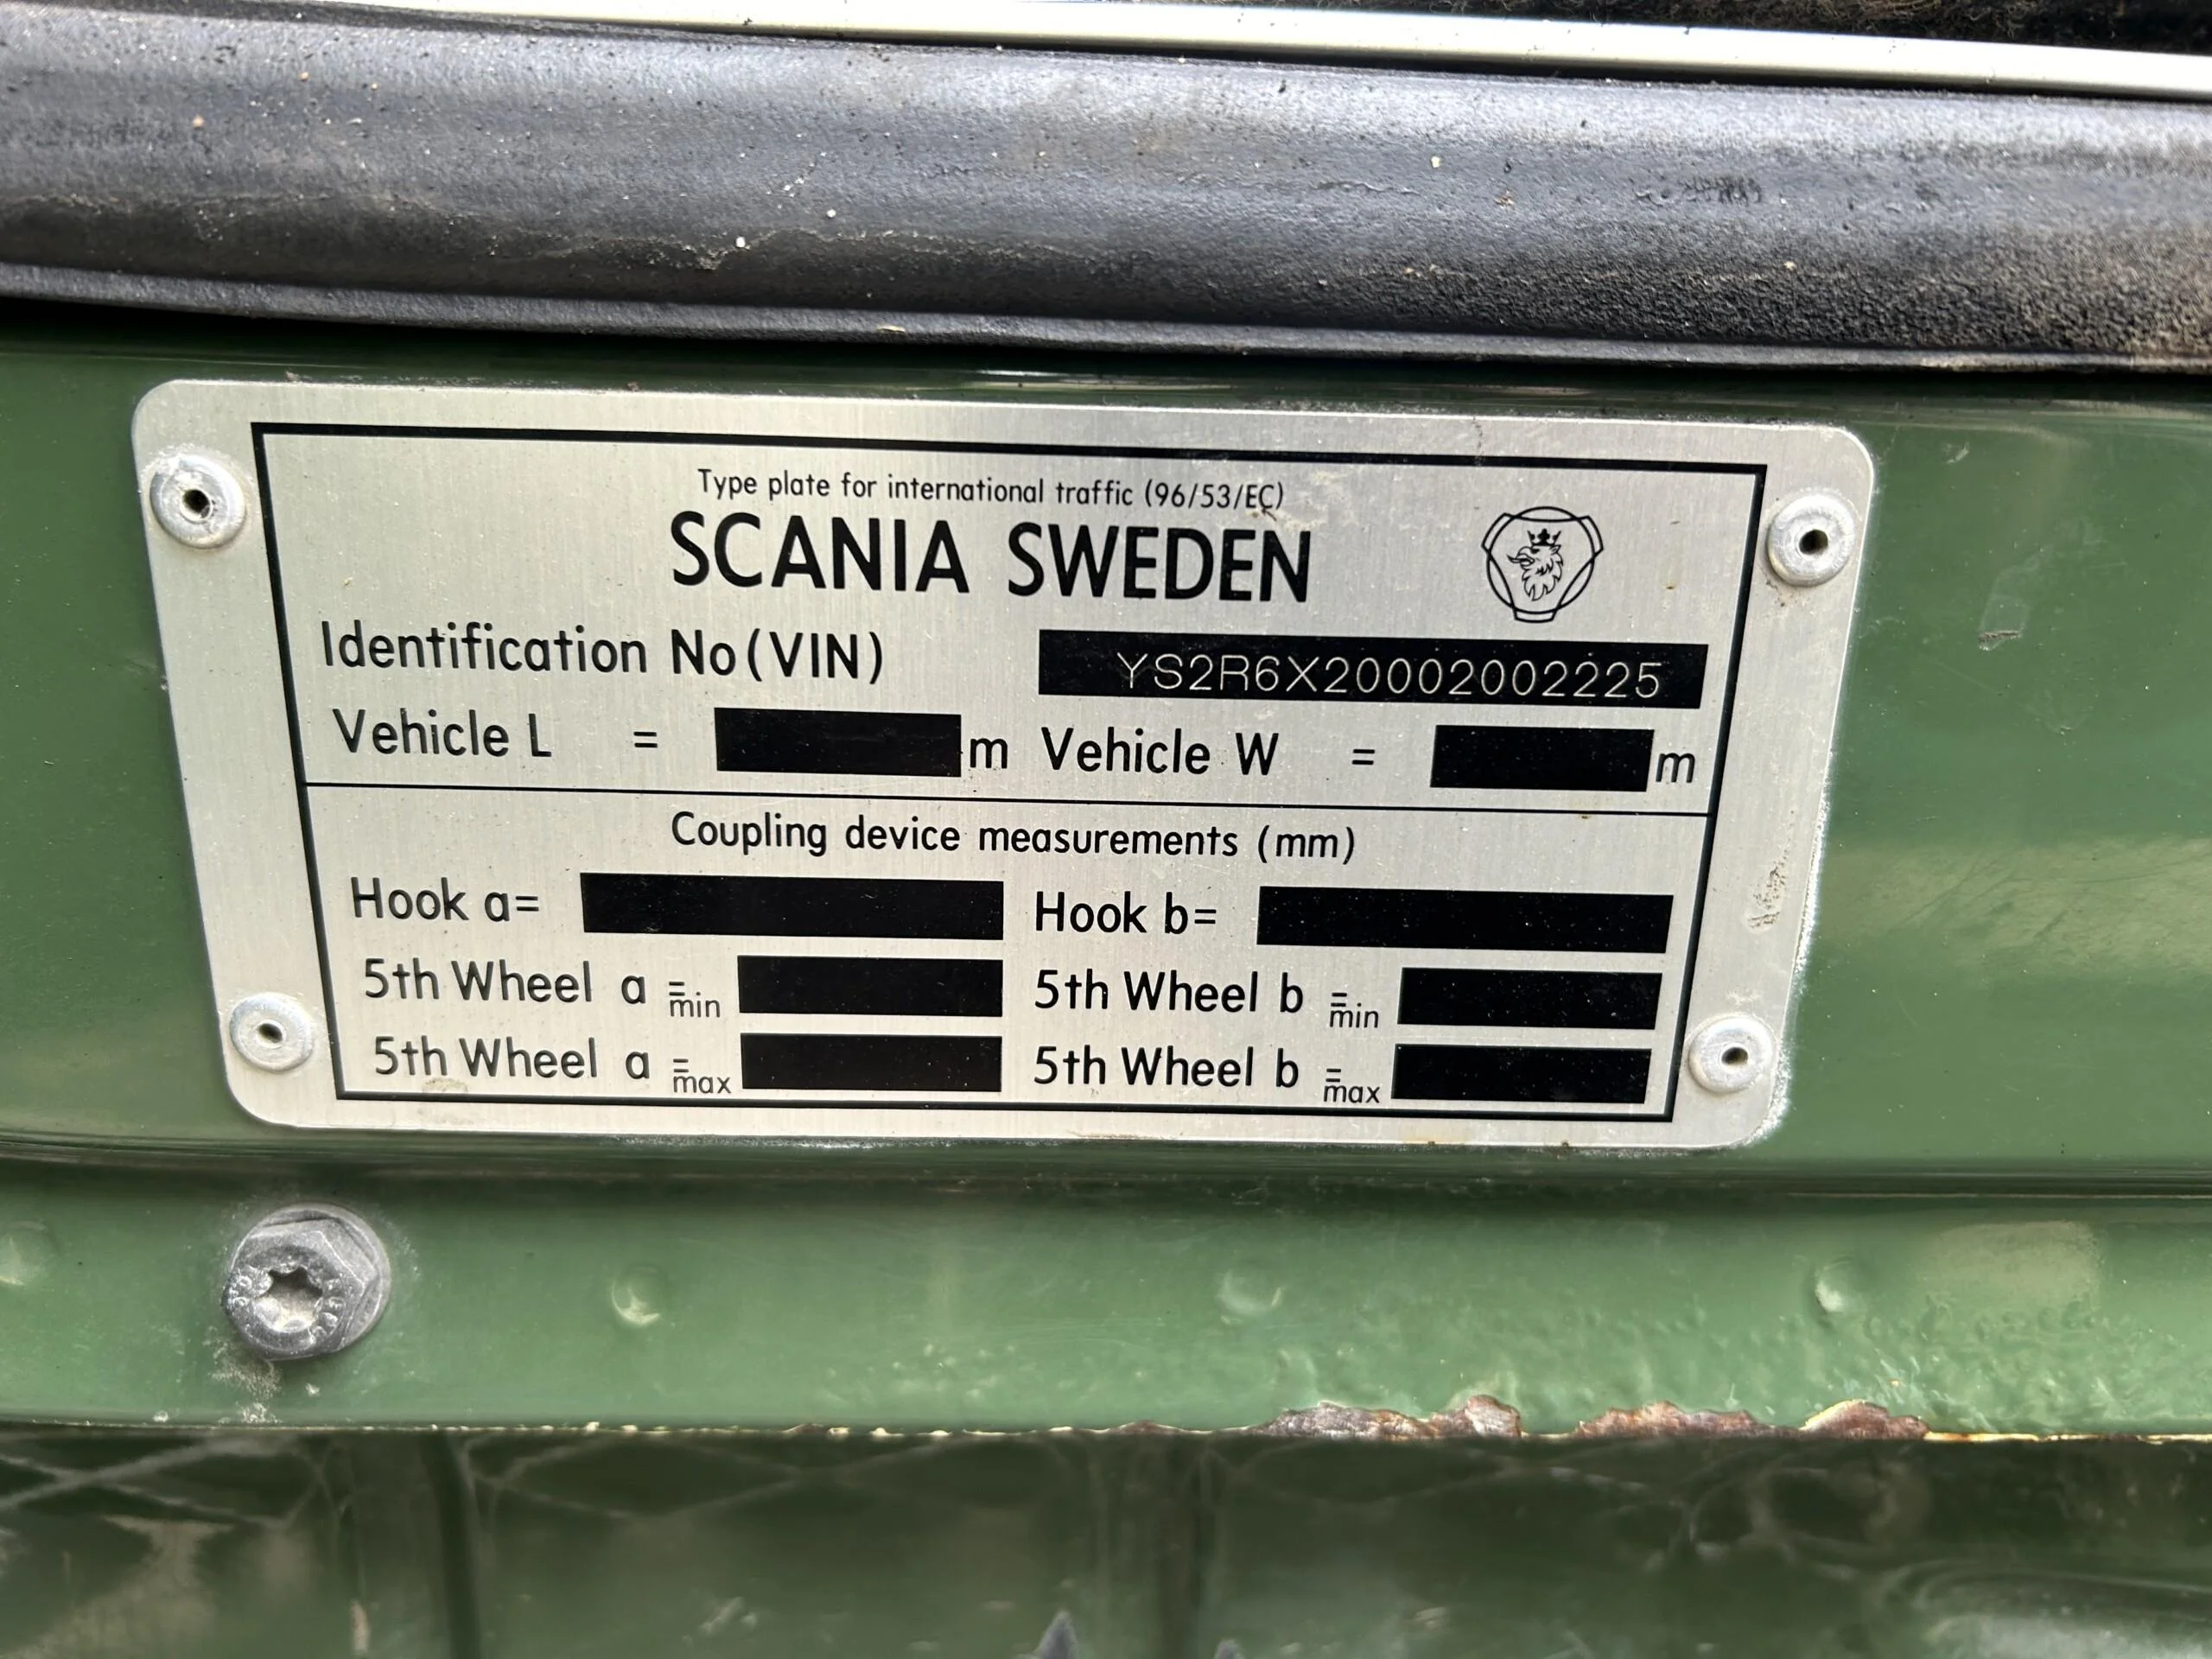 Type plate for international traffic (96/53/EC)
SCANIA SWEDEN
Identification No (VIN) YS2R6X20002002225
Vehicle L = m Vehicle W = m
Coupling device measurements (mm)
Hook a= Hook b=
5th Wheel a = min 5th Wheel b = min
5th Wheel a = max 5th Wheel b = max